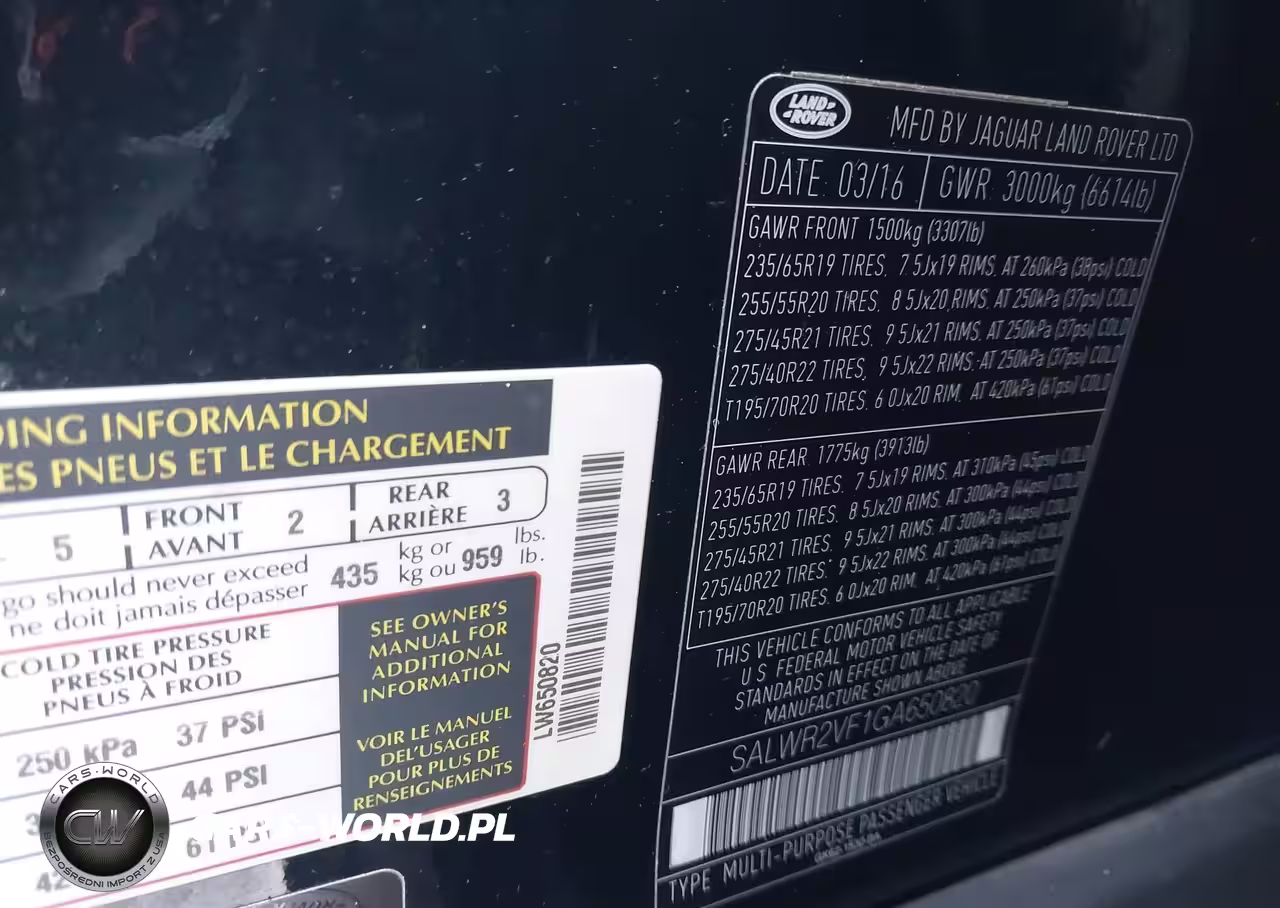 LAND ROVER
MFD BY JAGUAR LAND ROVER LTD
DATE: 03/16 GWR: 3000kg (6614lb)
GAWR FRONT 1500kg (3307lb)
235/65R19 TIRES, 7.5Jx19 RIMS, AT 260kPa (38psi) COLD
255/55R20 TIRES, 8.5Jx20 RIMS, AT 250kPa (37psi) COLD
275/45R21 TIRES, 9.5Jx21 RIMS, AT 250kPa (37psi) COLD
275/40R22 TIRES, 9.5Jx22 RIMS, AT 250kPa (37psi) COLD
T195/70R20 TIRES, 6.0Jx20 RIM, AT 420kPa (61psi) COLD
GAWR REAR 1775kg (3913lb)
235/65R19 TIRES, 7.5Jx19 RIMS, AT 310kPa (45psi) COLD
255/55R20 TIRES, 8.5Jx20 RIMS, AT 300kPa (44psi) COLD
275/45R21 TIRES, 9.5Jx21 RIMS, AT 300kPa (44psi) COLD
275/40R22 TIRES, 9.5Jx22 RIMS, AT 300kPa (44psi) COLD
T195/70R20 TIRES, 6.0Jx20 RIM, AT 420kPa (61psi) COLD
THIS VEHICLE CONFORMS TO ALL APPLICABLE
U.S. FEDERAL MOTOR VEHICLE SAFETY
STANDARDS IN EFFECT ON THE DATE OF
MANUFACTURE SHOWN ABOVE
SALWR2VF1GA650820
TYPE MULTI-PURPOSE PASSENGER VEHICLE
ING INFORMATION
ES PNEUS ET LE CHARGEMENT
5 FRONT AVANT 2 REAR ARRIÈRE 3
go should never exceed 435 kg or 959 lbs.
ne doit jamais dépasser kg ou lb.
COLD TIRE PRESSURE
PRESSION DES
PNEUS À FROID
250 kPa 37 PSI
44 PSI
61 PSI
SEE OWNER'S
MANUAL FOR
ADDITIONAL
INFORMATION
VOIR LE MANUEL
DEL'USAGER
POUR PLUS DE
RENSEIGNEMENTS
LW650820
CARS-WORLD
CW
BEZPOŚREDNI IMPORT Z USA
CARS-WORLD.PL